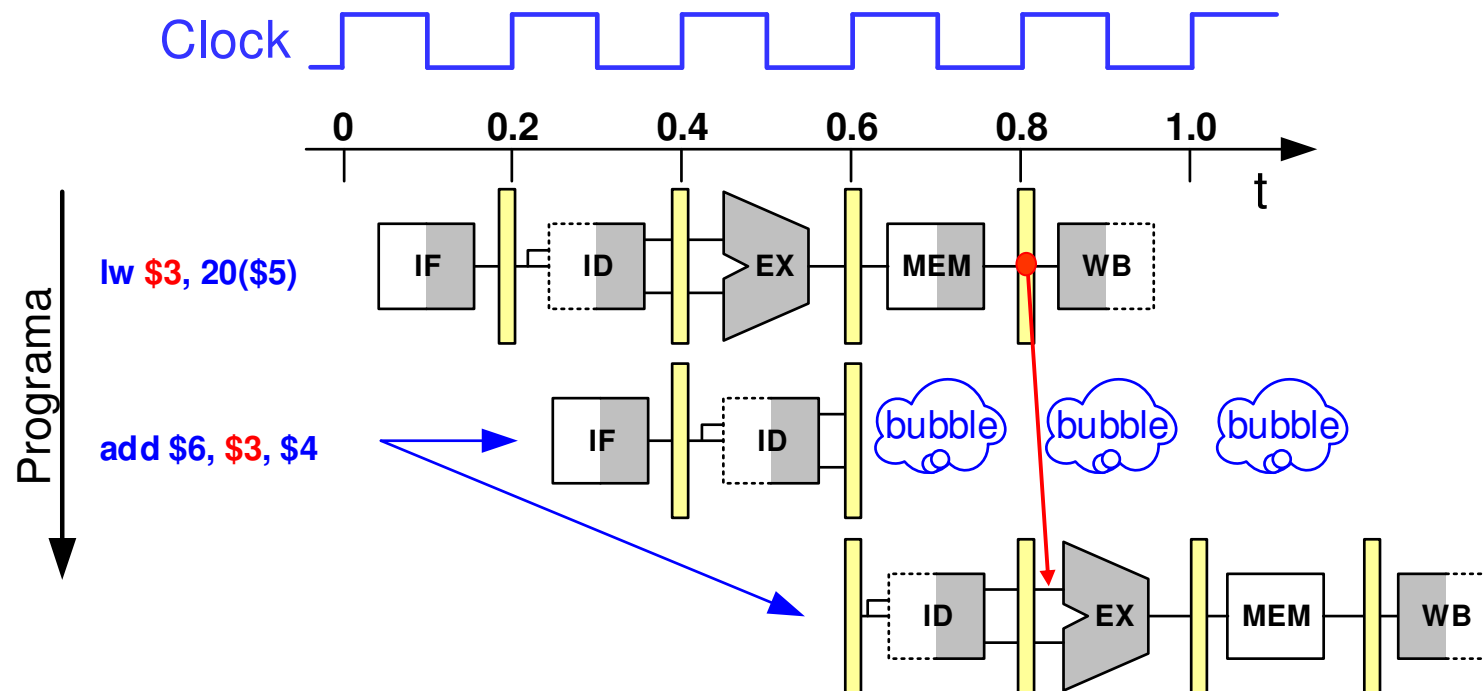 Clock
0 0.2 0.4 0.6 0.8 1.0
t
Programa
lw $3, 20($5)
IF ID EX MEM WB
add $6, $3, $4
IF ID bubble bubble bubble
ID EX MEM WB